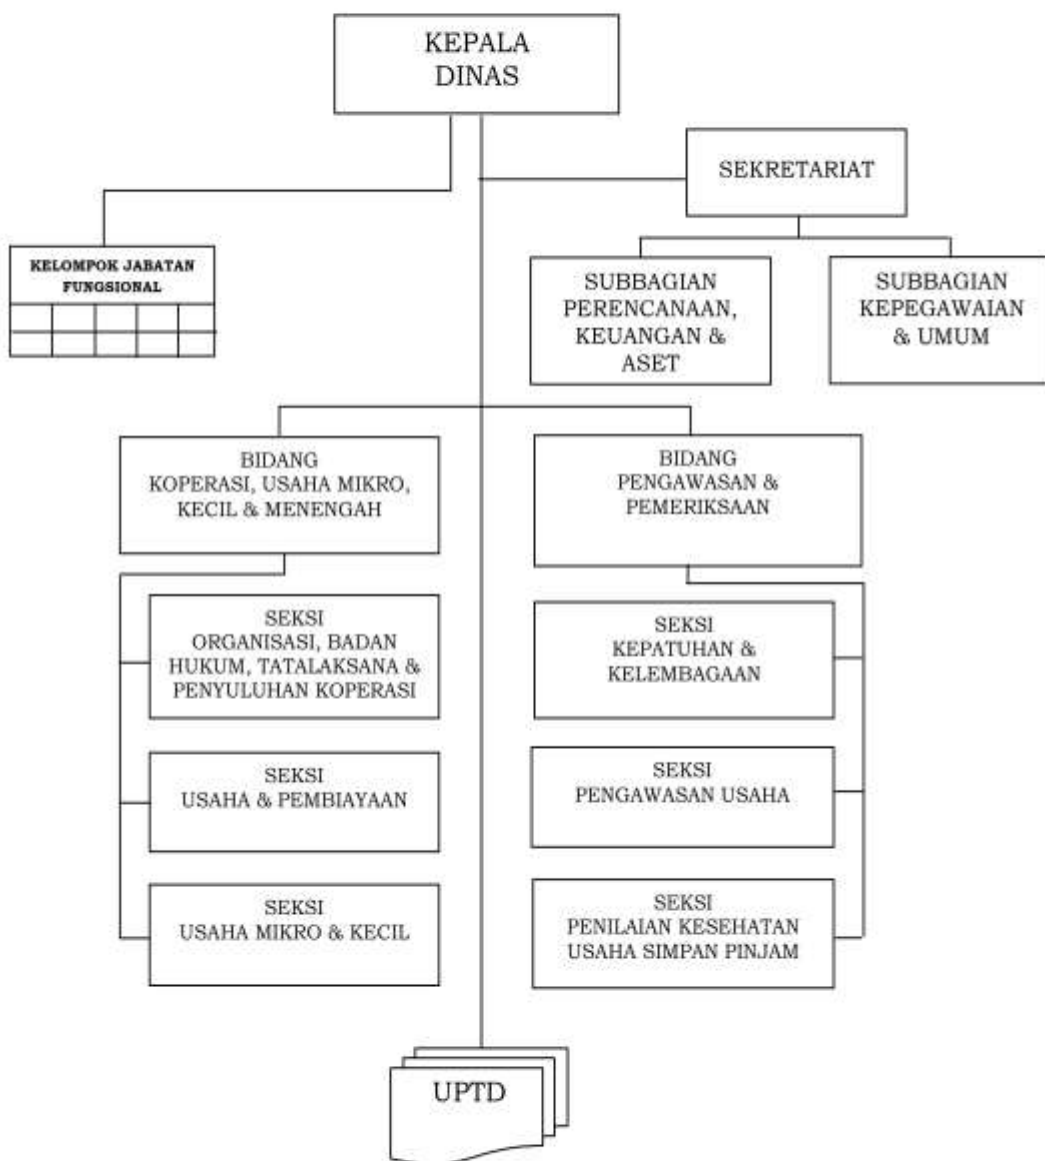 KEPALA
DINAS
SEKRETARIAT
KELOMPOK JABATAN
FUNGSIONAL
SUBBAGIAN
PERENCANAAN,
KEUANGAN &
ASET
SUBBAGIAN
KEPEGAWAIAN
& UMUM
BIDANG
KOPERASI, USAHA MIKRO,
KECIL & MENENGAH
BIDANG
PENGAWASAN &
PEMERIKSAAN
SEKSI
ORGANISASI, BADAN
HUKUM, TATALAKSANA &
PENYULUHAN KOPERASI
SEKSI
KEPATUHAN &
KELEMBAGAAN
SEKSI
USAHA & PEMBIAYAAN
SEKSI
PENGAWASAN USAHA
SEKSI
USAHA MIKRO & KECIL
SEKSI
PENILAIAN KESEHATAN
USAHA SIMPAN PINJAM
UPTD